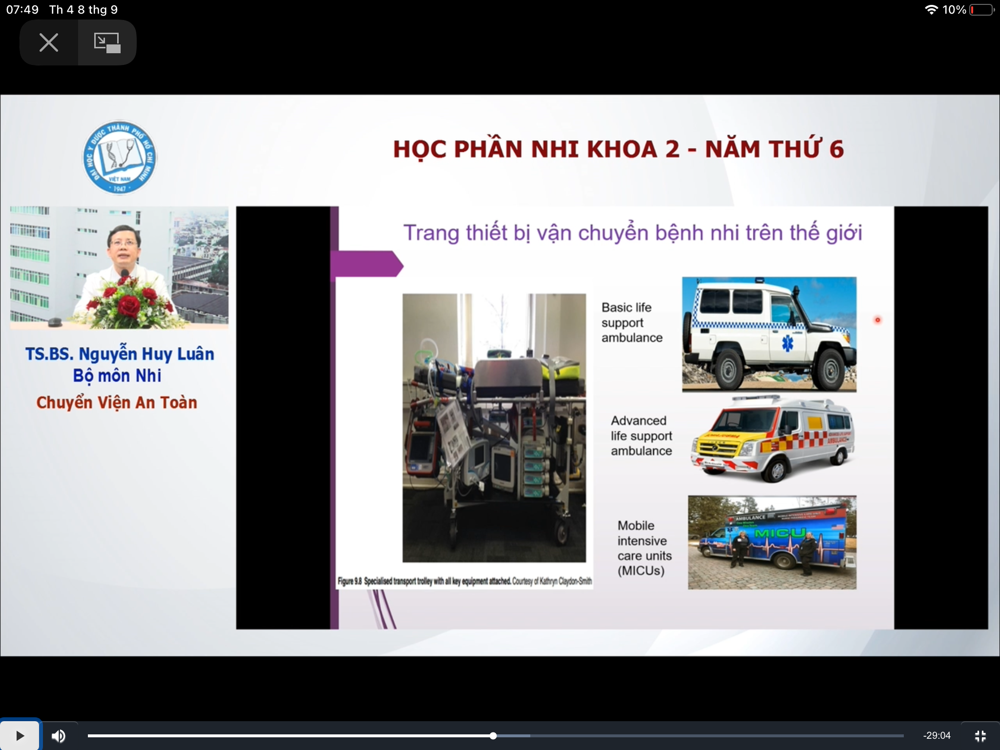 07:49 Th 4 8 thg 9
10%
ĐẠI HỌC Y DƯỢC THÀNH PHỐ HỒ CHÍ MINH
VIỆT NAM
1947
HỌC PHẦN NHI KHOA 2 - NĂM THỨ 6
TS.BS. Nguyễn Huy Luân
Bộ môn Nhi
Chuyển Viện An Toàn
Trang thiết bị vận chuyển bệnh nhi trên thế giới
Basic life
support
ambulance
Advanced
life support
ambulance
AMBULANCE
Mobile
intensive
care units
(MICUs)
AMBULANCE
MICU
Figure 9.8 Specialised transport trolley with all key equipment attached. Courtesy of Kathryn Claydon-Smith
-29:04